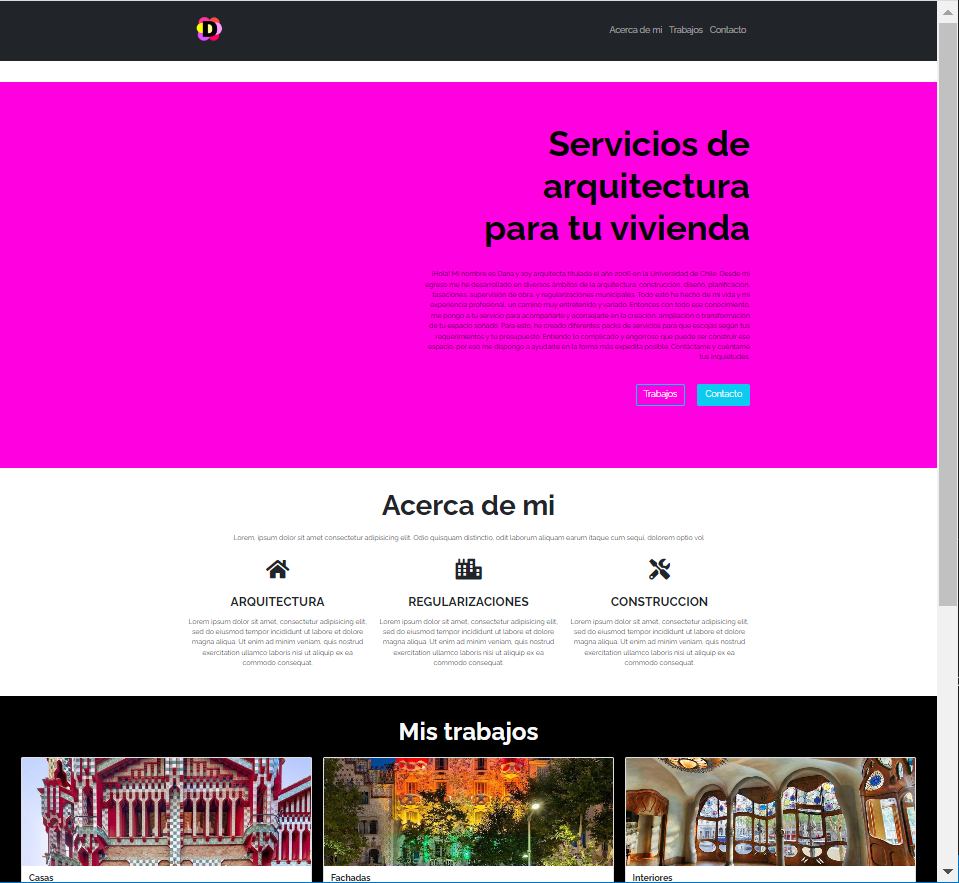 D
Acerca de mi Trabajos Contacto
Servicios de
arquitectura
para tu vivienda
¡Hola! Mi nombre es Dana y soy arquitecta titulada el año 2006 en la Universidad de Chile. Desde mi
egreso me he desarrollado en diversos ámbitos de la arquitectura: construcción, diseño, planificación,
tasaciones, supervisión de obra, y regularizaciones municipales. Todo esto ha hecho de mi vida y mi
experiencia profesional, un camino muy entretenido y variado. Entonces con todo ese conocimiento,
me pongo a tu servicio para acompañarte y aconsejarte en la creación, ampliación o transformación
de tu espacio soñado. Para esto, he creado diferentes packs de servicios para que escojas según tus
requerimientos y tu presupuesto. Entiendo lo complicado y engorroso que puede ser construir ese
espacio, por eso me dispongo a ayudarte en la forma más expedita posible. Contáctame y cuéntame
tus inquietudes.
Trabajos Contacto
Acerca de mi
Lorem, ipsum dolor sit amet consectetur adipisicing elit. Odio quisquam distinctio, odit laborum aliquam earum itaque cum sequi, dolorem optio vol
ARQUITECTURA REGULARIZACIONES CONSTRUCCION
Lorem ipsum dolor sit amet, consectetur adipisicing elit, Lorem ipsum dolor sit amet, consectetur adipisicing elit, Lorem ipsum dolor sit amet, consectetur adipisicing elit,
sed do eiusmod tempor incididunt ut labore et dolore sed do eiusmod tempor incididunt ut labore et dolore sed do eiusmod tempor incididunt ut labore et dolore
magna aliqua. Ut enim ad minim veniam, quis nostrud magna aliqua. Ut enim ad minim veniam, quis nostrud magna aliqua. Ut enim ad minim veniam, quis nostrud
exercitation ullamco laboris nisi ut aliquip ex ea exercitation ullamco laboris nisi ut aliquip ex ea exercitation ullamco laboris nisi ut aliquip ex ea
commodo consequat. commodo consequat. commodo consequat.
Mis trabajos
Casas Fachadas Interiores